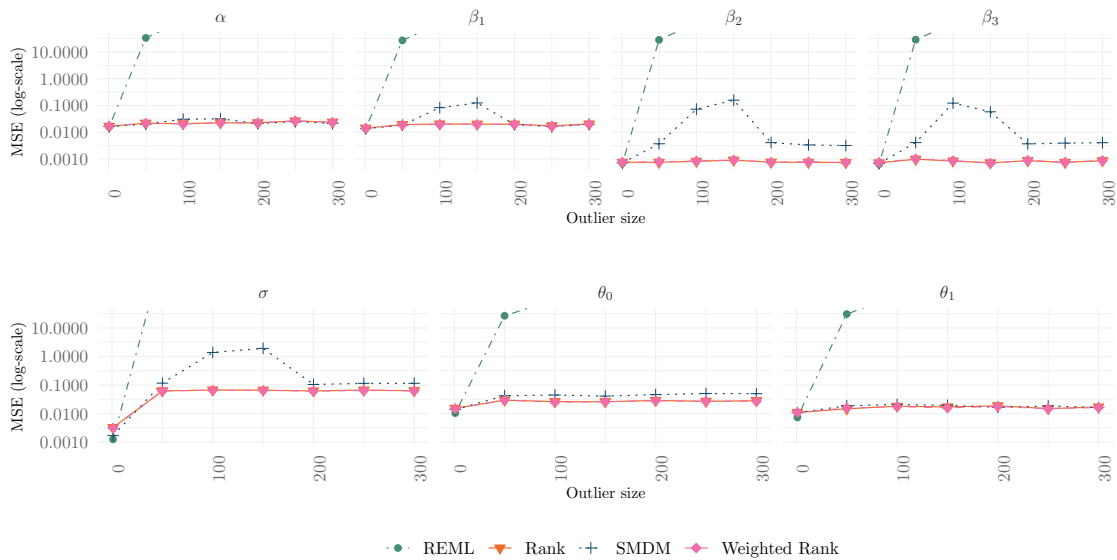 α β₁ β₂ β₃
MSE (log-scale)
10.0000
1.0000
0.1000
0.0100
0.0010
0 100 200 300 0 100 200 300 0 100 200 300 0 100 200 300
Outlier size
σ θ₀ θ₁
MSE (log-scale)
10.0000
1.0000
0.1000
0.0100
0.0010
0 100 200 300 0 100 200 300 0 100 200 300
Outlier size
REML Rank SMDM Weighted Rank